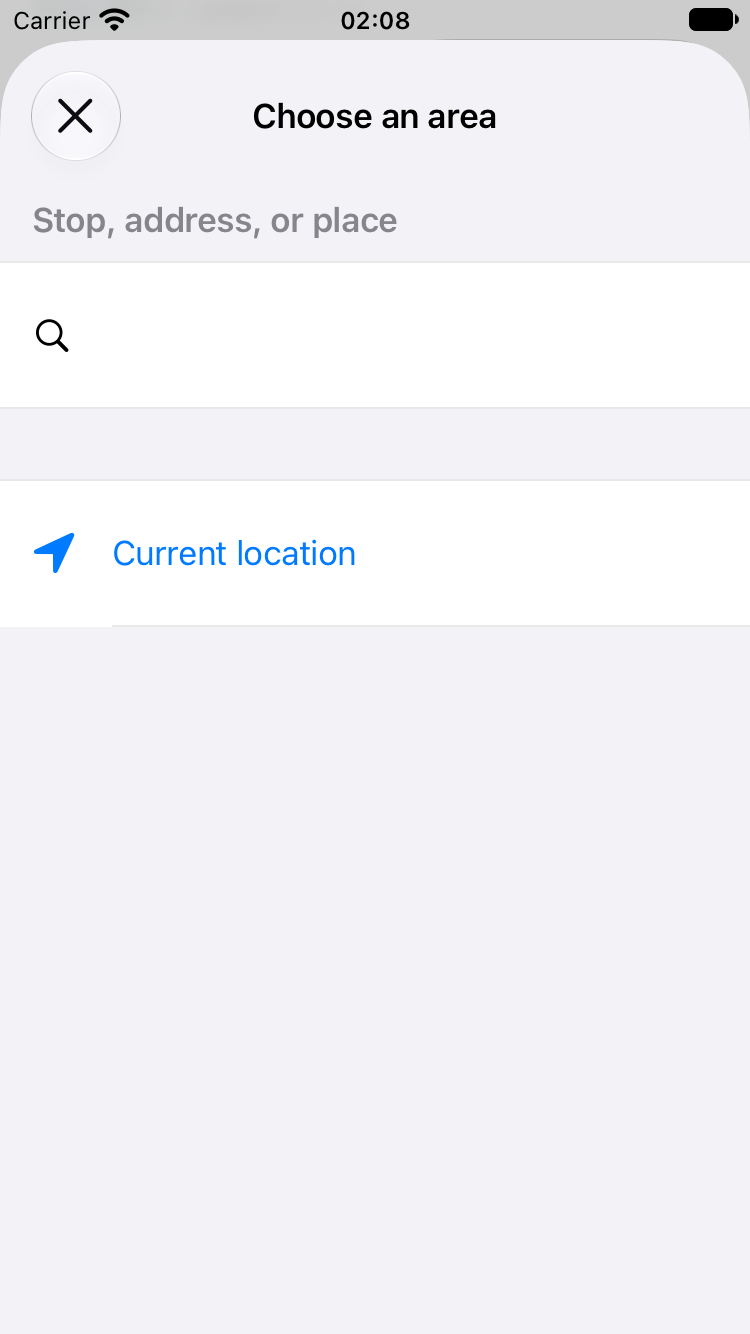 Carrier 02:08
Choose an area
Stop, address, or place
Current location